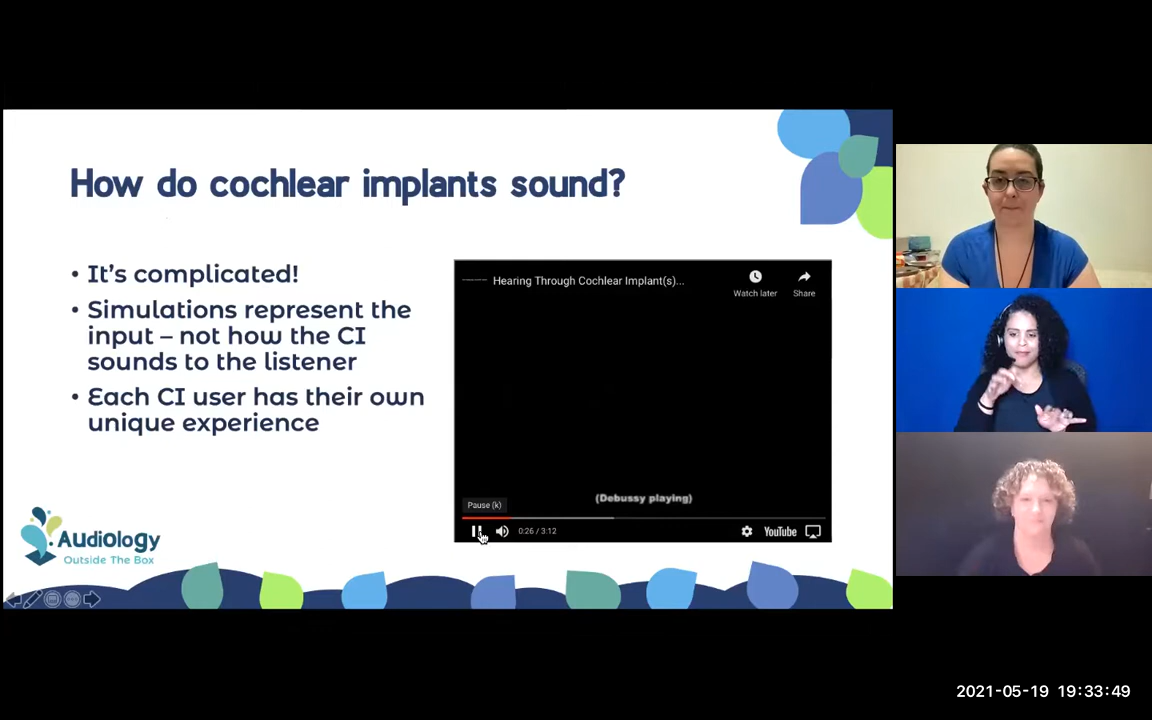 How do cochlear implants sound?
• It's complicated!
• Simulations represent the
input – not how the CI
sounds to the listener
• Each CI user has their own
unique experience
Hearing Through Cochlear Implant(s)...
Watch later
Share
(Debussy playing)
Pause (k)
0:26 / 3:12
YouTube
Audiology
Outside The Box
2021-05-19 19:33:49